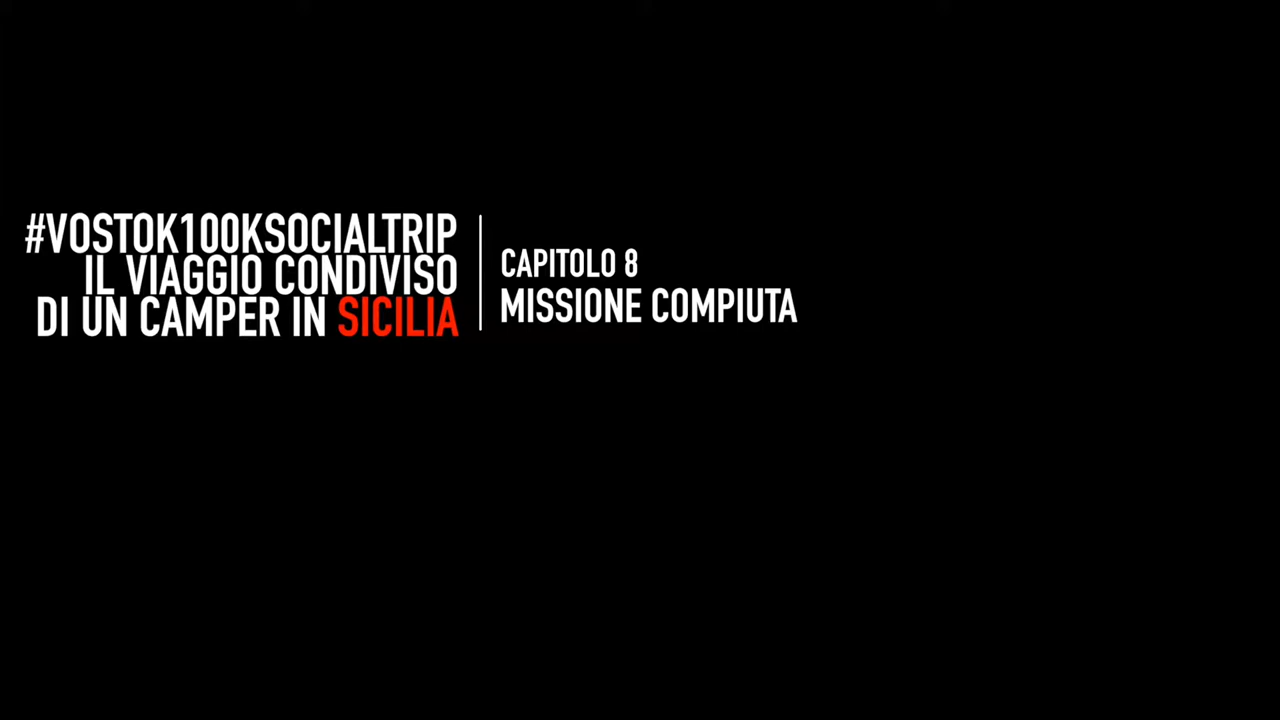 #VOSTOK100KSOCIALTRIP
IL VIAGGIO CONDIVISO
DI UN CAMPER IN SICILIA
CAPITOLO 8
MISSIONE COMPIUTA